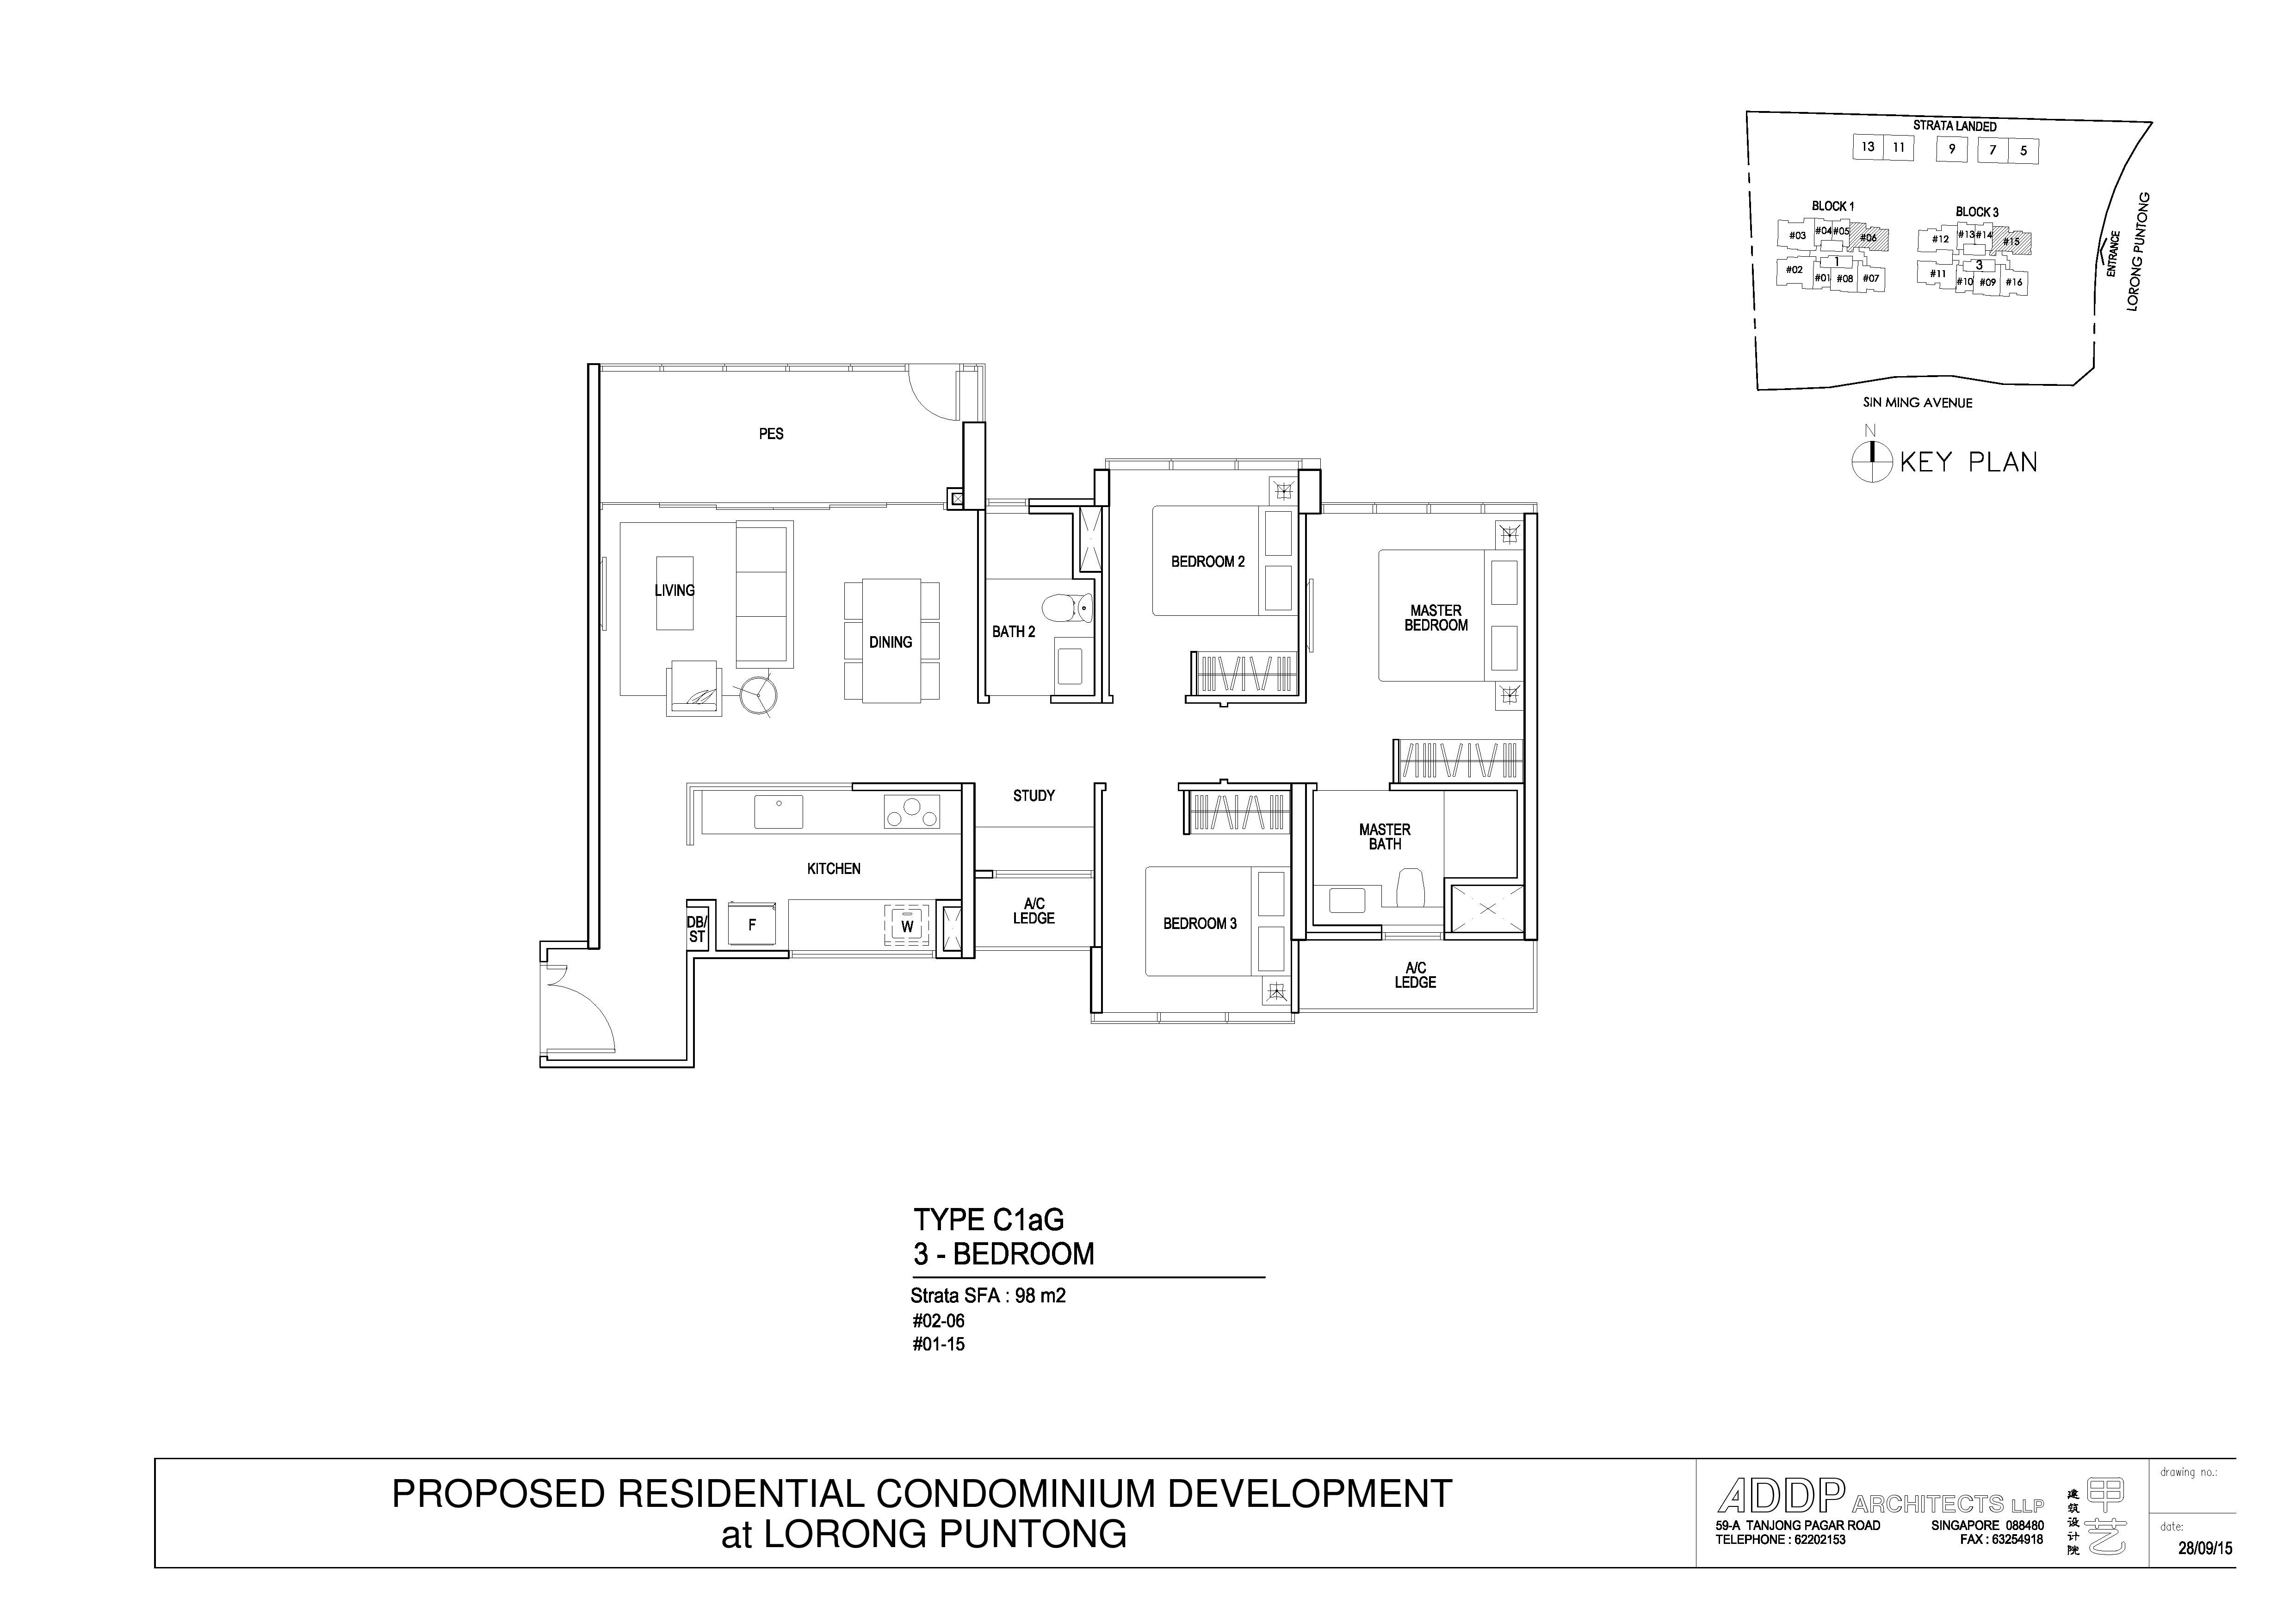 STRATA LANDED
13 11 9 7 5
BLOCK 1
BLOCK 3
#03 #04 #05 #06
#12 #13 #14 #15
1
3
#02 #01 #08 #07
#11 #10 #09 #16
ENTRANCE
LORONG PUNTONG
SIN MING AVENUE
N
KEY PLAN
PES
LIVING
DINING
BATH 2
BEDROOM 2
MASTER
BEDROOM
STUDY
KITCHEN
MASTER
BATH
A/C
LEDGE
DB/
ST
F
W
BEDROOM 3
A/C
LEDGE
TYPE C1aG
3 - BEDROOM
Strata SFA : 98 m2
#02-06
#01-15
PROPOSED RESIDENTIAL CONDOMINIUM DEVELOPMENT
at LORONG PUNTONG
ADDP ARCHITECTS LLP
59-A TANJONG PAGAR ROAD SINGAPORE 088480
TELEPHONE : 62202153 FAX : 63254918
建筑设计院
甲艺
drawing no.:
date:
28/09/15